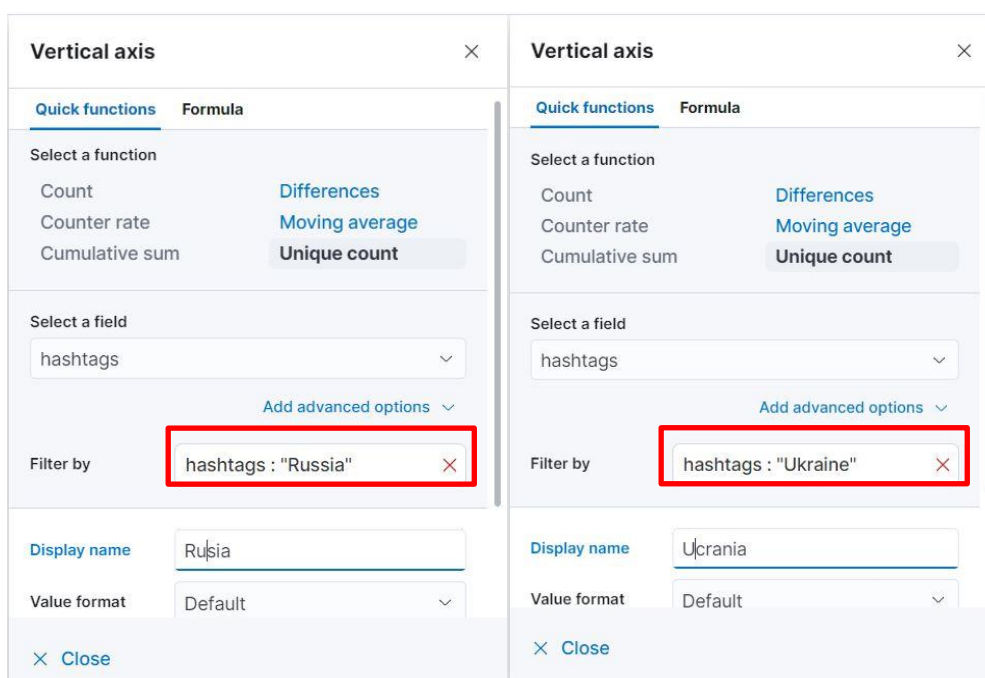 Vertical axis
Quick functions Formula
Select a function
Count Differences
Counter rate Moving average
Cumulative sum Unique count
Select a field
hashtags
Add advanced options
Filter by hashtags : "Russia"
Display name Rusia
Value format Default
Close
Vertical axis
Quick functions Formula
Select a function
Count Differences
Counter rate Moving average
Cumulative sum Unique count
Select a field
hashtags
Add advanced options
Filter by hashtags : "Ukraine"
Display name Ucrania
Value format Default
Close